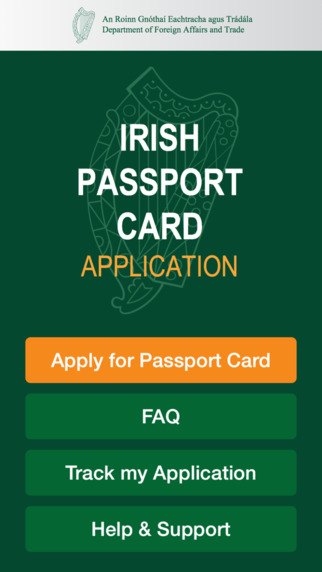 An Roinn Gnóthaí Eachtracha agus Trádála
Department of Foreign Affairs and Trade
IRISH
PASSPORT
CARD
APPLICATION
Apply for Passport Card
FAQ
Track my Application
Help & Support